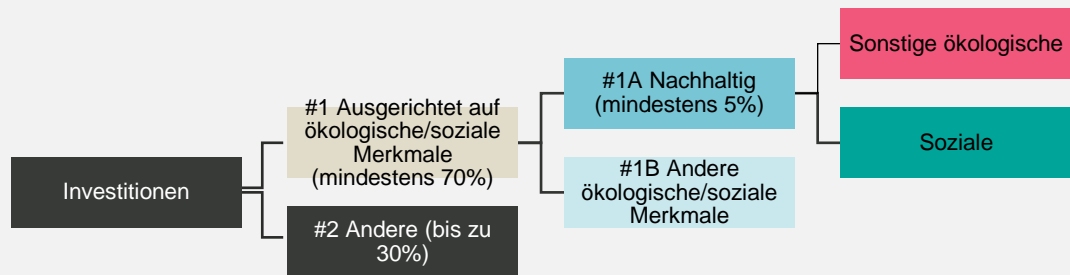 Investitionen
#1 Ausgerichtet auf
ökologische/soziale
Merkmale
(mindestens 70%)
#2 Andere (bis zu
30%)
#1A Nachhaltig
(mindestens 5%)
#1B Andere
ökologische/soziale
Merkmale
Sonstige ökologische
Soziale